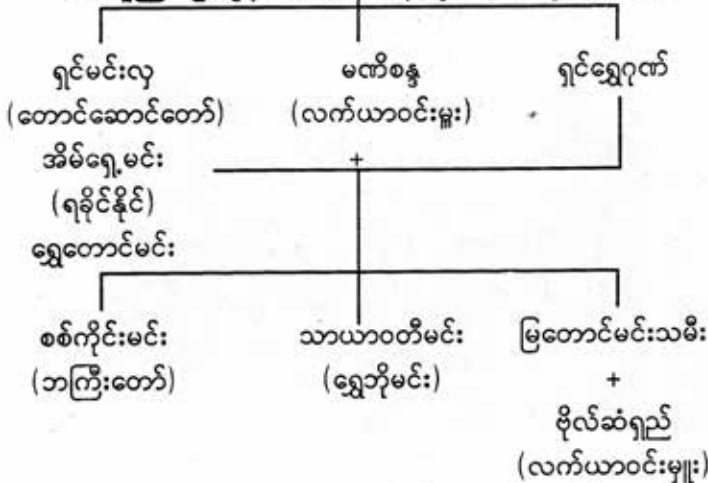 ရှင်မင်းလှ မဏိစန္ဒ ရှင်ရွှေဂုဏ်
(တောင်ဆောင်တော်) (လက်ယာဝင်းမှူး)
အိမ်ရှေ့မင်း +
(ရခိုင်နိုင်)
ရွှေတောင်မင်း
စစ်ကိုင်းမင်း သာယာဝတီမင်း မြတောင်မင်းသမီး
(ဘကြီးတော်) (ရွှေဘိုမင်း) +
ဗိုလ်ဆံရှည်
(လက်ယာဝင်းမှူး)